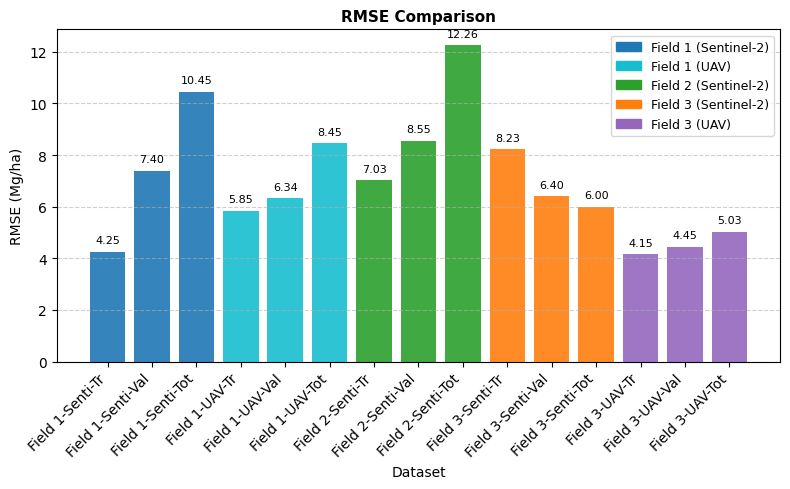 RMSE Comparison
RMSE (Mg/ha)
12
10
8
6
4
2
0
4.25
7.40
10.45
5.85
6.34
8.45
7.03
8.55
12.26
8.23
6.40
6.00
4.15
4.45
5.03
Field 1 (Sentinel-2)
Field 1 (UAV)
Field 2 (Sentinel-2)
Field 3 (Sentinel-2)
Field 3 (UAV)
Field 1-Senti-Tr
Field 1-Senti-Val
Field 1-Senti-Tot
Field 1-UAV-Tr
Field 1-UAV-Val
Field 1-UAV-Tot
Field 2-Senti-Tr
Field 2-Senti-Val
Field 2-Senti-Tot
Field 3-Senti-Tr
Field 3-Senti-Val
Field 3-Senti-Tot
Field 3-UAV-Tr
Field 3-UAV-Val
Field 3-UAV-Tot
Dataset